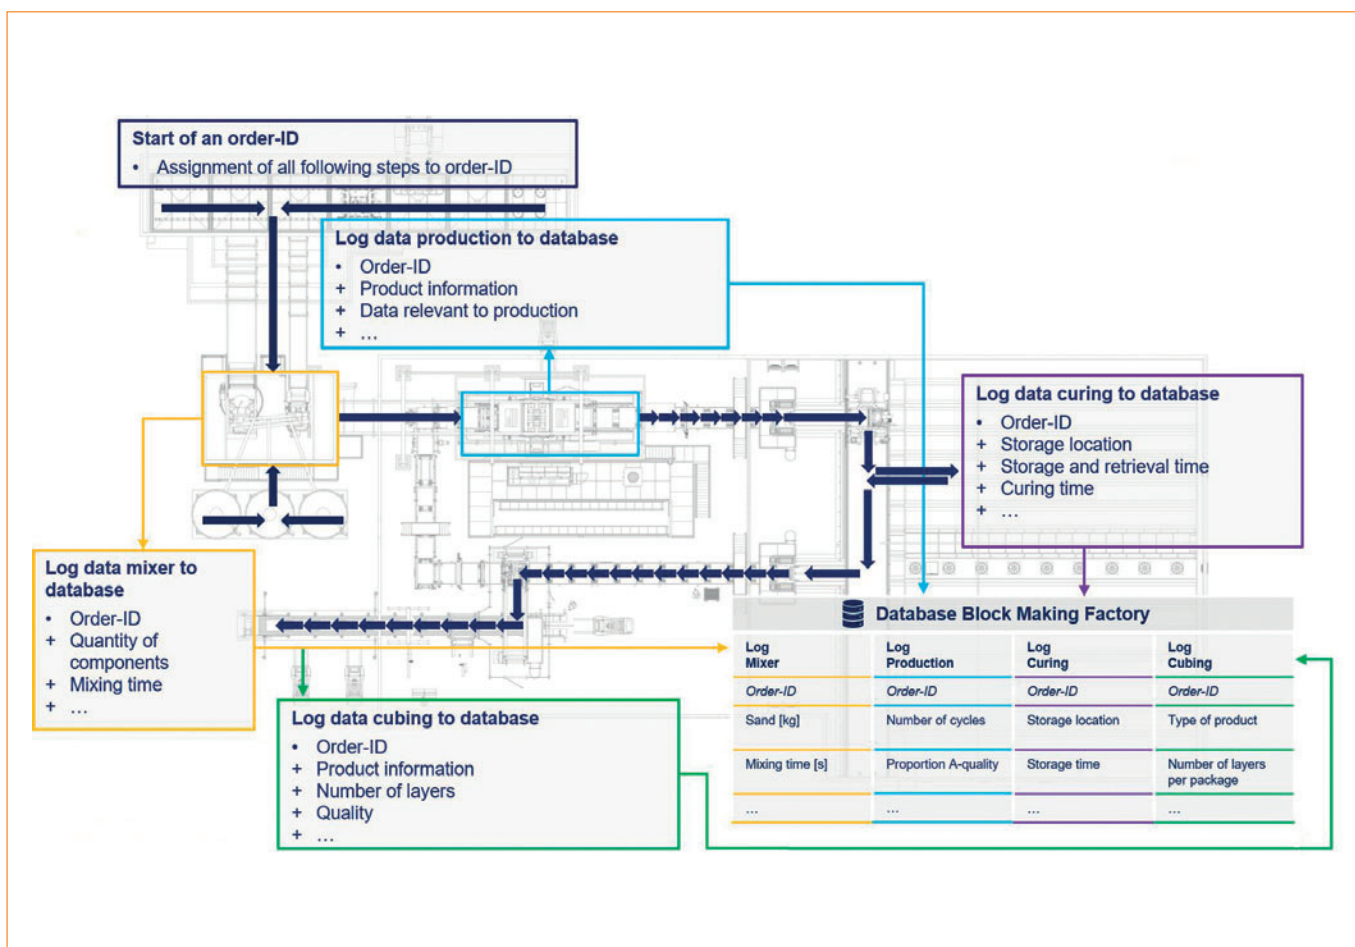 Start of an order-ID
• Assignment of all following steps to order-ID
Log data production to database
• Order-ID
+ Product information
+ Data relevant to production
+ ...
Log data curing to database
• Order-ID
+ Storage location
+ Storage and retrieval time
+ Curing time
+ ...
Log data mixer to
database
• Order-ID
+ Quantity of
components
+ Mixing time
+ ...
Log data cubing to database
• Order-ID
+ Product information
+ Number of layers
+ Quality
+ ...
Database Block Making Factory
Log Mixer | Log Production | Log Curing | Log Cubing
Order-ID | Order-ID | Order-ID | Order-ID
Sand [kg] | Number of cycles | Storage location | Type of product
Mixing time [s] | Proportion A-quality | Storage time | Number of layers per package
... | ... | ... | ...